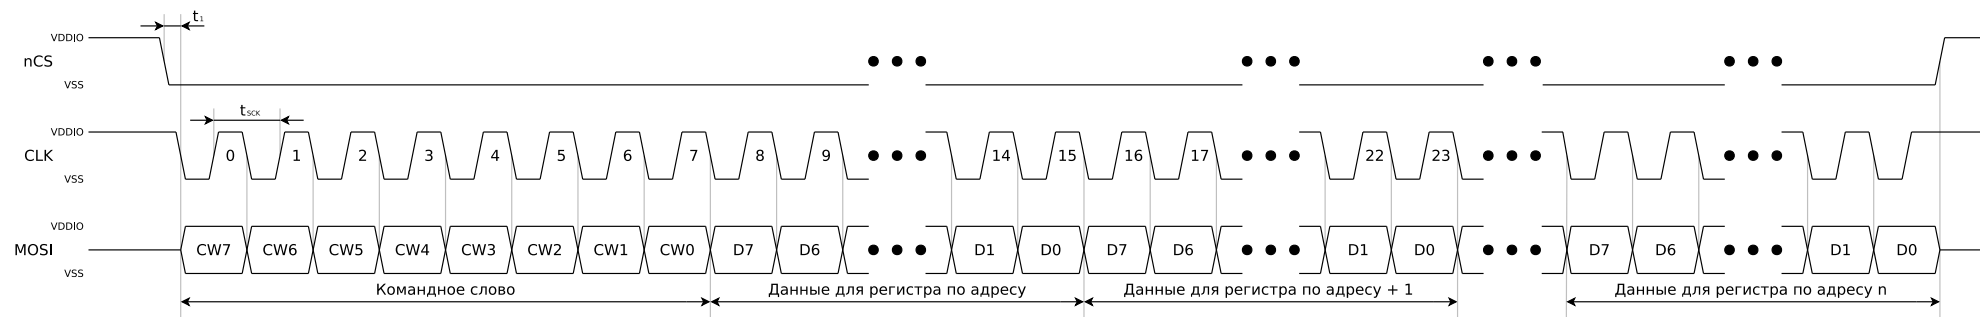 t₁
VDDIO
nCS
VSS
tSCK
VDDIO
CLK 0 1 2 3 4 5 6 7 8 9 14 15 16 17 22 23
VSS
VDDIO
MOSI CW7 CW6 CW5 CW4 CW3 CW2 CW1 CW0 D7 D6 D1 D0 D7 D6 D1 D0 D7 D6 D1 D0
VSS
Командное слово Данные для регистра по адресу Данные для регистра по адресу + 1 Данные для регистра по адресу n